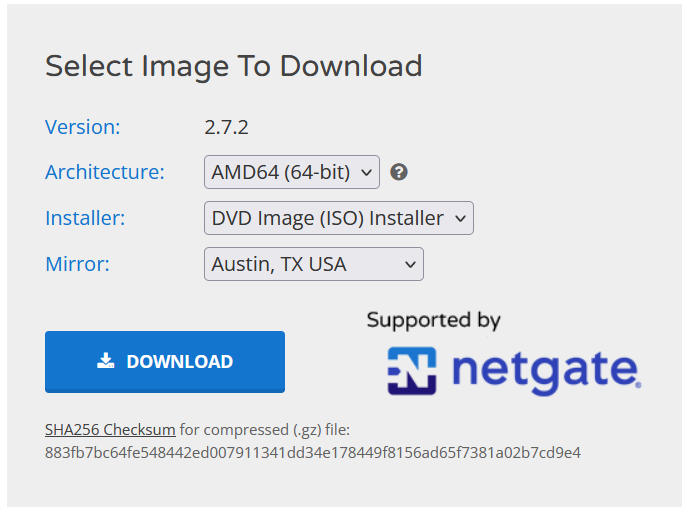 Select Image To Download
Version: 2.7.2
Architecture: AMD64 (64-bit) ?
Installer: DVD Image (ISO) Installer
Mirror: Austin, TX USA
Supported by
DOWNLOAD netgate®
SHA256 Checksum for compressed (.gz) file:
883fb7bc64fe548442ed007911341dd34e178449f8156ad65f7381a02b7cd9e4